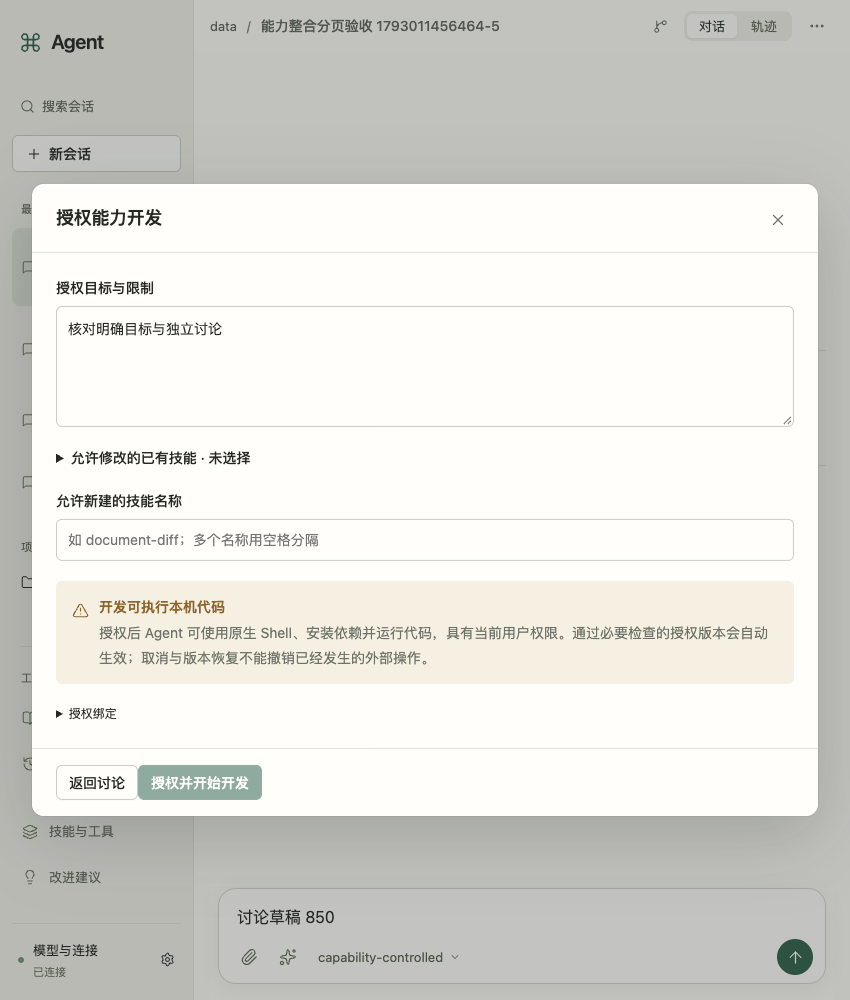 Agent
data / 能力整合分页验收 1793011456464-5
对话
轨迹
搜索会话
新会话
最
授权能力开发
授权目标与限制
核对明确目标与独立讨论
允许修改的已有技能 · 未选择
允许新建的技能名称
如 document-diff；多个名称用空格分隔
开发可执行本机代码
授权后 Agent 可使用原生 Shell、安装依赖并运行代码，具有当前用户权限。通过必要检查的授权版本会自动
生效；取消与版本恢复不能撤销已经发生的外部操作。
授权绑定
返回讨论
授权并开始开发
项
工
技能与工具
改进建议
模型与连接
已连接
讨论草稿 850
capability-controlled